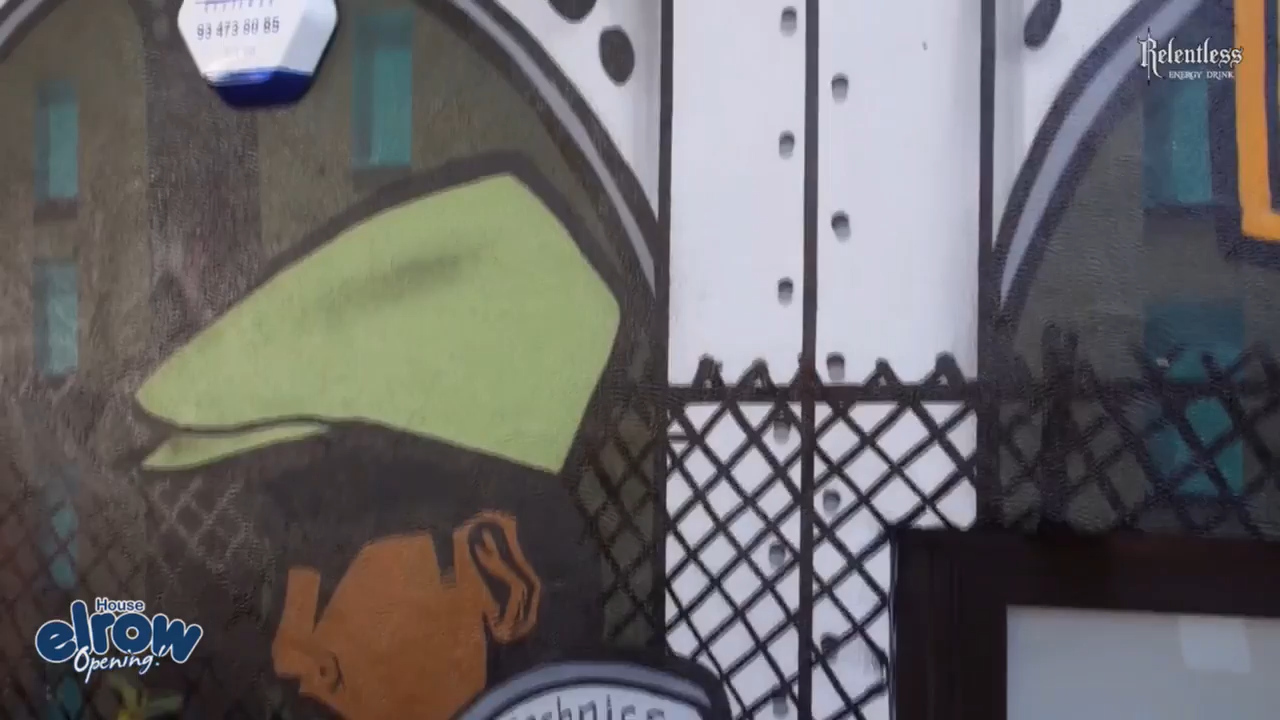 93 473 80 85
Relentless
ENERGY DRINK
House
elrow
Opening!